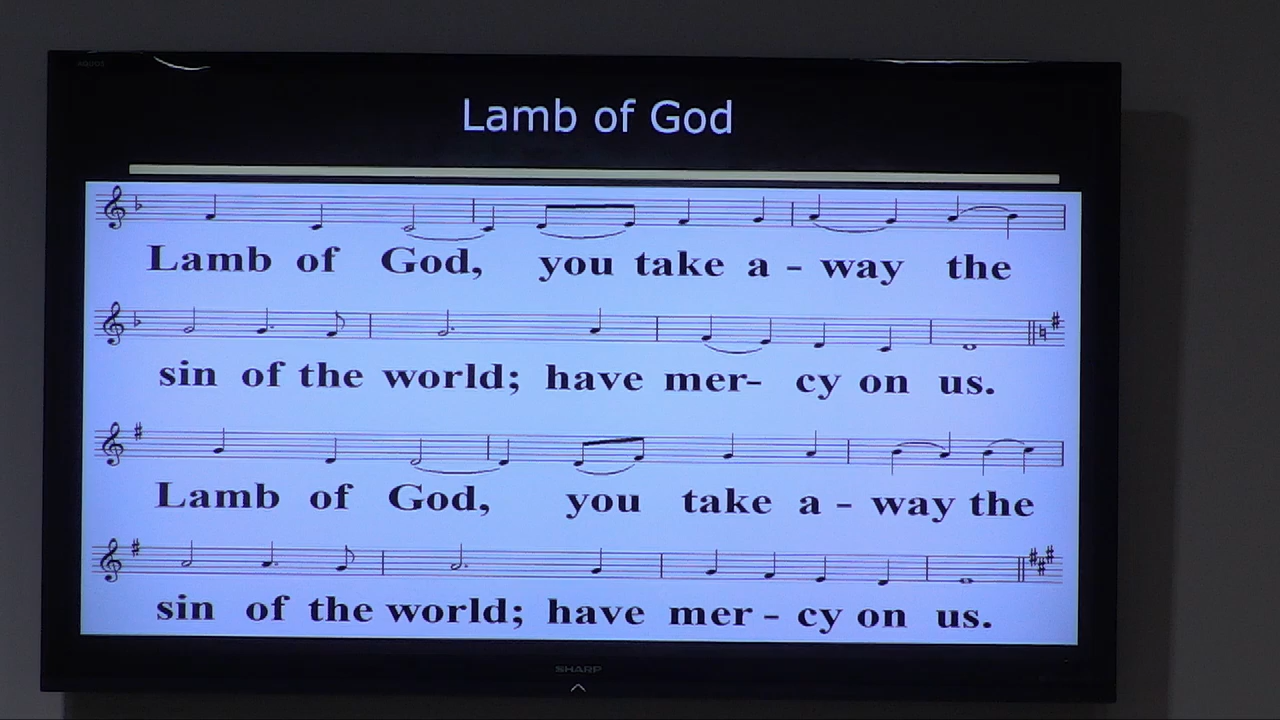 AQUOS
Lamb of God
Lamb of God, you take a - way the
sin of the world; have mer- cy on us.
Lamb of God, you take a - way the
sin of the world; have mer - cy on us.
SHARP